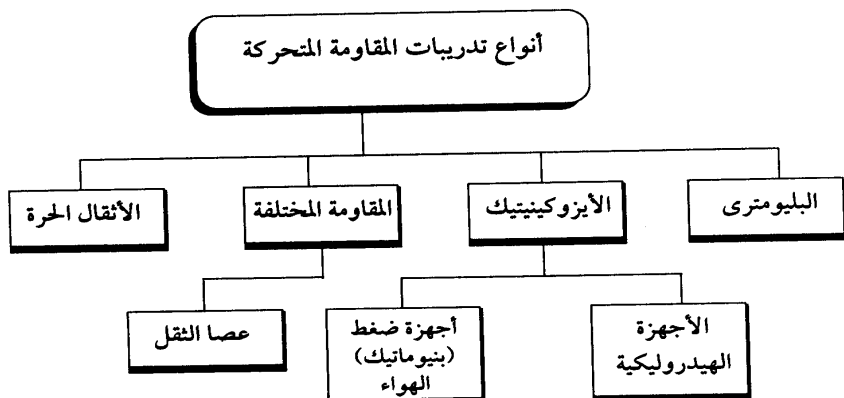 أنواع تدريبات المقاومة المتحركة
البليومترى
الأيزوكينيتيك
المقاومة المختلفة
الأثقال الحرة
الأجهزة
الهيدروليكية
أجهزة ضغط
(بنيوماتيك)
الهواء
عصا الثقل